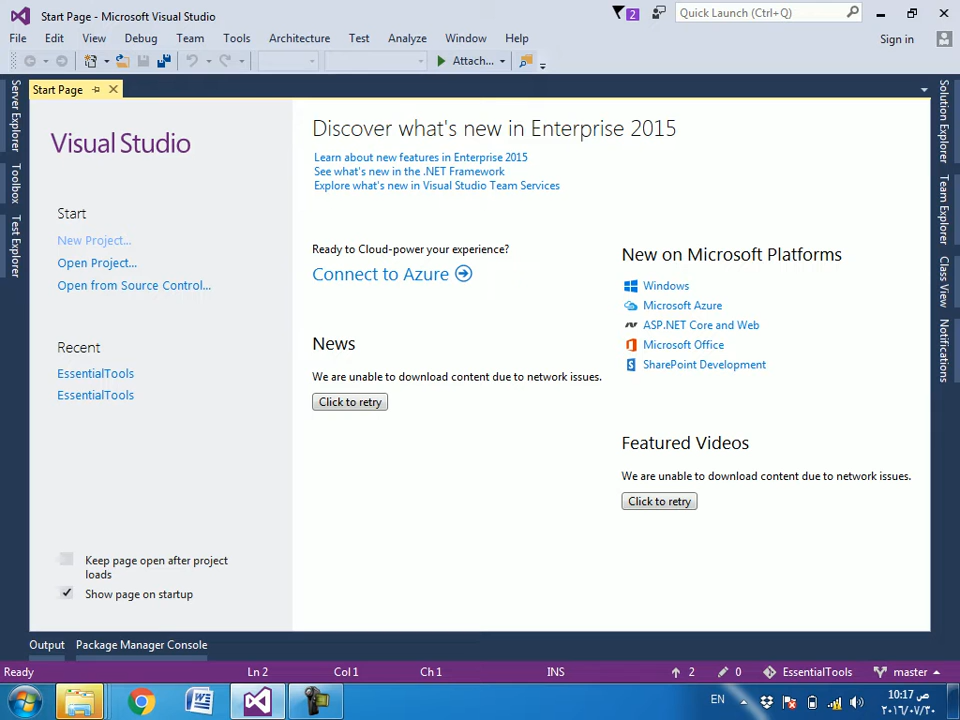 Start Page - Microsoft Visual Studio
2
Quick Launch (Ctrl+Q)
File Edit View Debug Team Tools Architecture Test Analyze Window Help
Sign in
Attach...
Start Page
Server Explorer
Toolbox
Test Explorer
Solution Explorer
Team Explorer
Class View
Notifications
Visual Studio
Start
New Project...
Open Project...
Open from Source Control...
Recent
EssentialTools
EssentialTools
Keep page open after project
loads
Show page on startup
Discover what's new in Enterprise 2015
Learn about new features in Enterprise 2015
See what's new in the .NET Framework
Explore what's new in Visual Studio Team Services
Ready to Cloud-power your experience?
Connect to Azure
News
We are unable to download content due to network issues.
Click to retry
New on Microsoft Platforms
Windows
Microsoft Azure
ASP.NET Core and Web
Microsoft Office
SharePoint Development
Featured Videos
We are unable to download content due to network issues.
Click to retry
Output Package Manager Console
Ready Ln 2 Col 1 Ch 1 INS 2 0 EssentialTools master
EN
10:17 ص
٢٠١٦/٠٧/٣٠